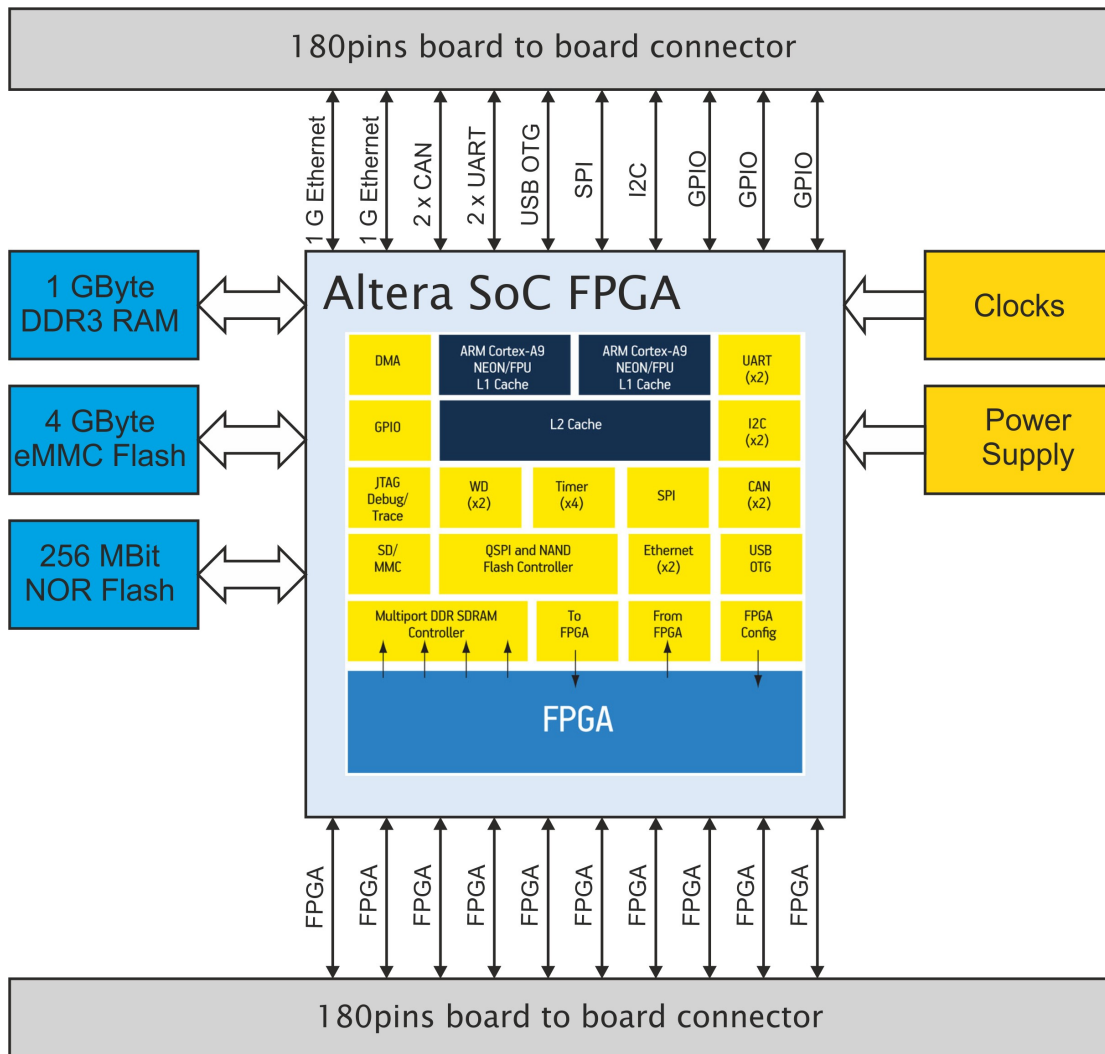 180pins board to board connector
1 G Ethernet
1 G Ethernet
2 x CAN
2 x UART
USB OTG
SPI
I2C
GPIO
GPIO
GPIO
1 GByte
DDR3 RAM
4 GByte
eMMC Flash
256 MBit
NOR Flash
Altera SoC FPGA
DMA
ARM Cortex-A9
NEON/FPU
L1 Cache
ARM Cortex-A9
NEON/FPU
L1 Cache
UART
(x2)
GPIO
L2 Cache
I2C
(x2)
JTAG
Debug/
Trace
WD
(x2)
Timer
(x4)
SPI
CAN
(x2)
SD/
MMC
QSPI and NAND
Flash Controller
Ethernet
(x2)
USB
OTG
Multiport DDR SDRAM
Controller
To
FPGA
From
FPGA
FPGA
Config
FPGA
Clocks
Power
Supply
FPGA
FPGA
FPGA
FPGA
FPGA
FPGA
FPGA
FPGA
FPGA
FPGA
180pins board to board connector